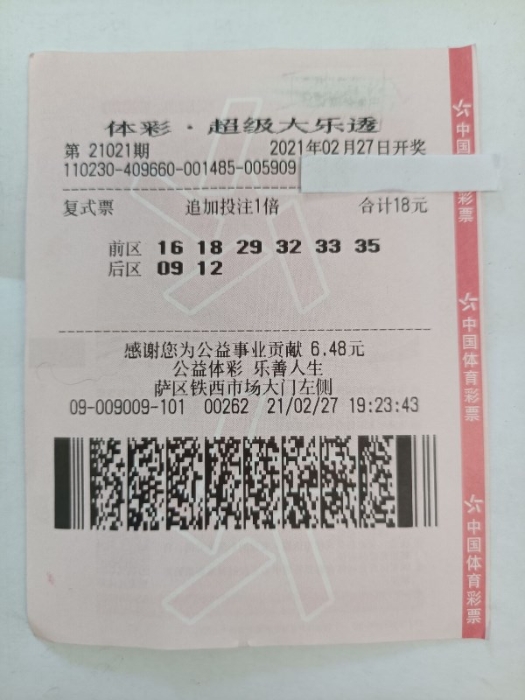 体彩·超级大乐透
第 21021期 2021年02月27日开奖
110230-409660-001485-005909
复式票 追加投注1倍 合计18元
前区 16 18 29 32 33 35
后区 09 12
感谢您为公益事业贡献 6.48元
公益体彩 乐善人生
萨区铁西市场大门左侧
09-009009-101 00262 21/02/27 19:23:43
中国 彩票
中国体育彩票
中国体育彩票